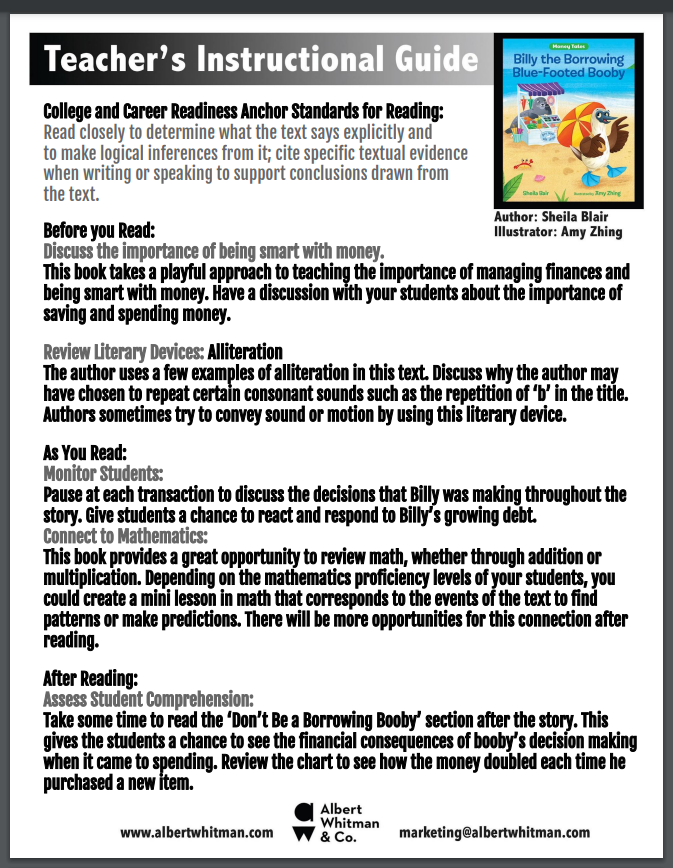 Teacher's Instructional Guide
Money Tales
Billy the Borrowing
Blue-Footed Booby
Sheila Bair
Illustrated by Amy Zhing
Author: Sheila Blair
Illustrator: Amy Zhing
College and Career Readiness Anchor Standards for Reading:
Read closely to determine what the text says explicitly and
to make logical inferences from it; cite specific textual evidence
when writing or speaking to support conclusions drawn from
the text.
Before you Read:
Discuss the importance of being smart with money.
This book takes a playful approach to teaching the importance of managing finances and
being smart with money. Have a discussion with your students about the importance of
saving and spending money.
Review Literary Devices: Alliteration
The author uses a few examples of alliteration in this text. Discuss why the author may
have chosen to repeat certain consonant sounds such as the repetition of 'b' in the title.
Authors sometimes try to convey sound or motion by using this literary device.
As You Read:
Monitor Students:
Pause at each transaction to discuss the decisions that Billy was making throughout the
story. Give students a chance to react and respond to Billy's growing debt.
Connect to Mathematics:
This book provides a great opportunity to review math, whether through addition or
multiplication. Depending on the mathematics proficiency levels of your students, you
could create a mini lesson in math that corresponds to the events of the text to find
patterns or make predictions. There will be more opportunities for this connection after
reading.
After Reading:
Assess Student Comprehension:
Take some time to read the 'Don't Be a Borrowing Booby' section after the story. This
gives the students a chance to see the financial consequences of booby's decision making
when it came to spending. Review the chart to see how the money doubled each time he
purchased a new item.
www.albertwhitman.com
Albert
Whitman
& Co.
marketing@albertwhitman.com